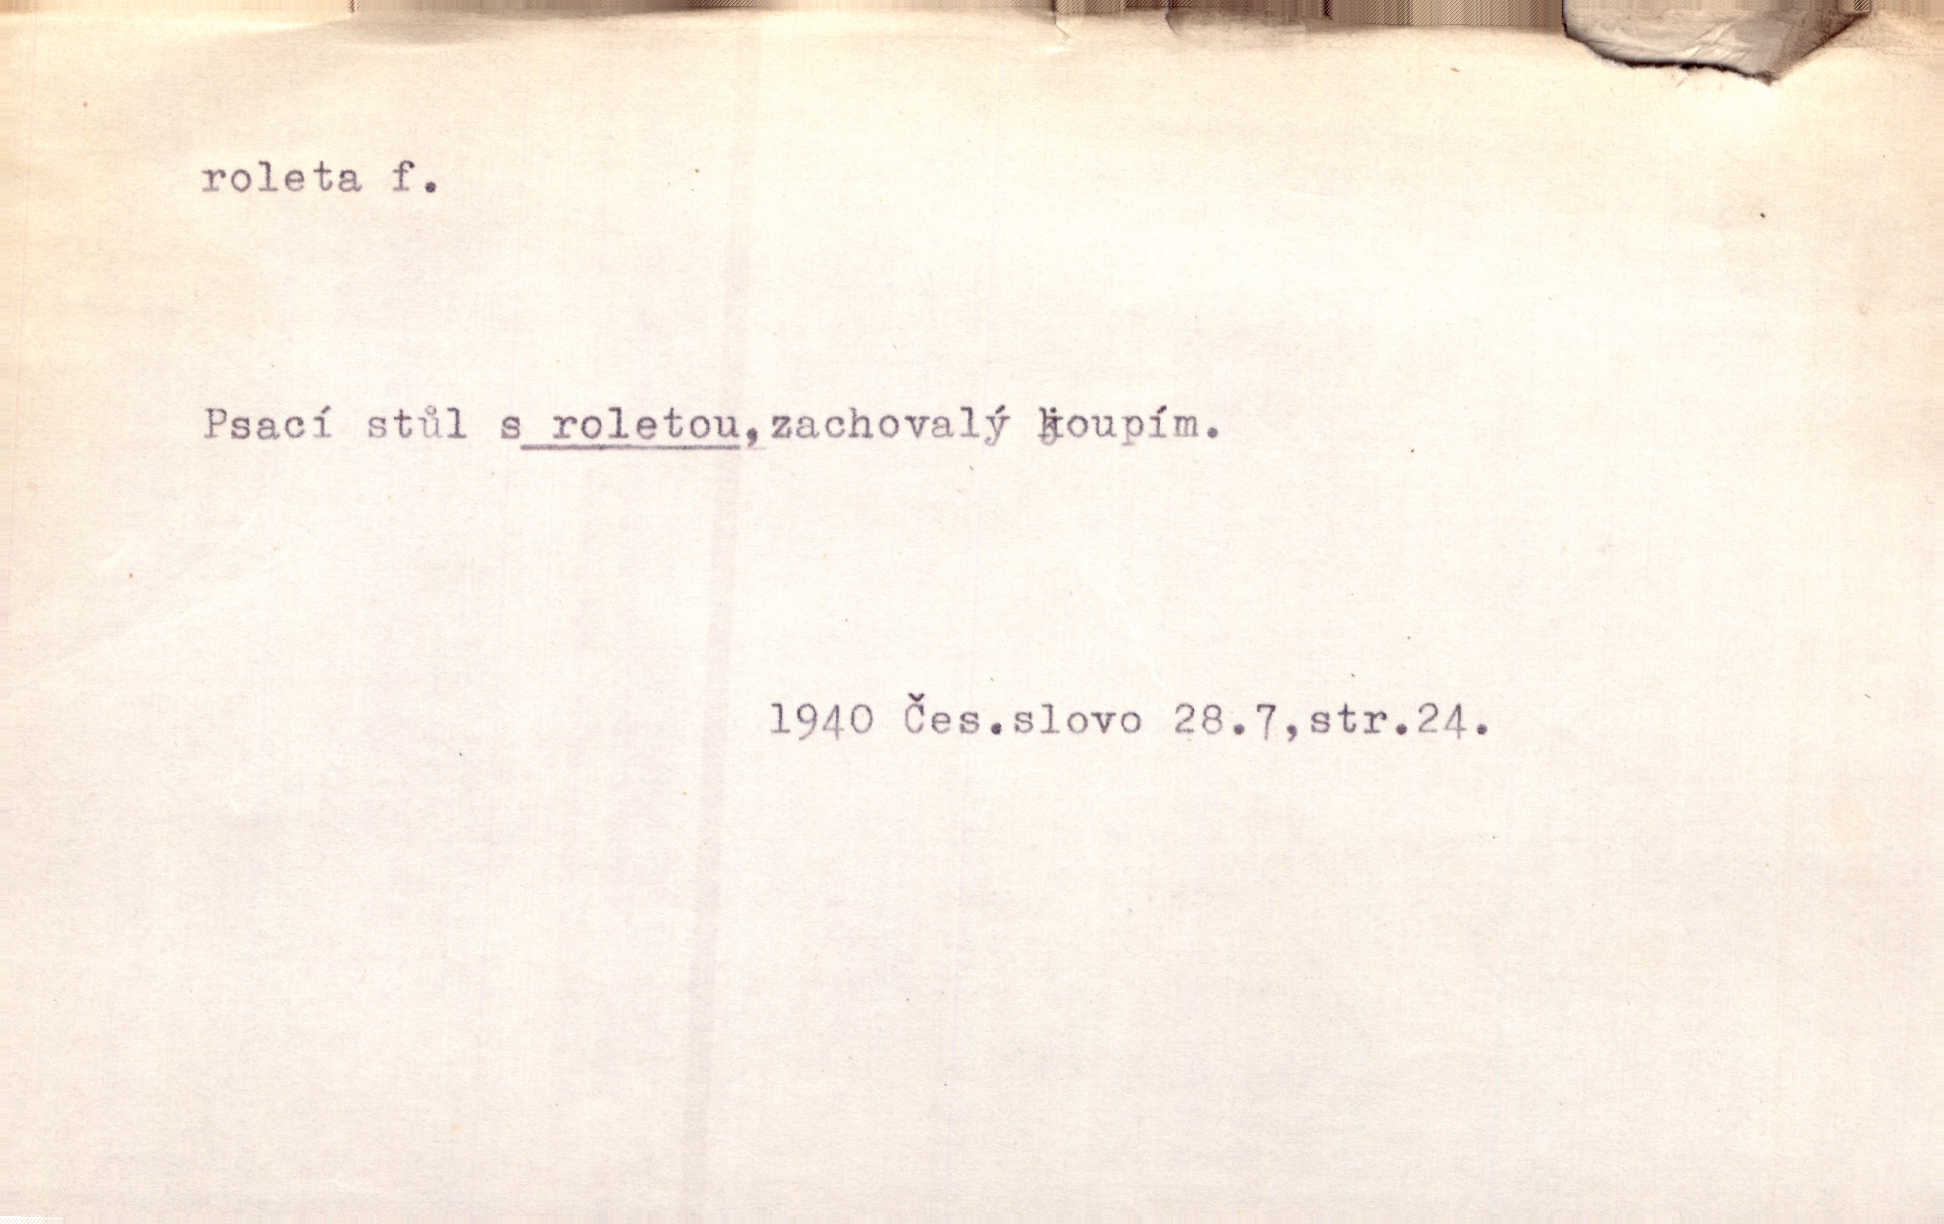 roleta f.
Psací stůl s roletou,zachovalý koupím.
1940 Čes.slovo 28.7,str.24.